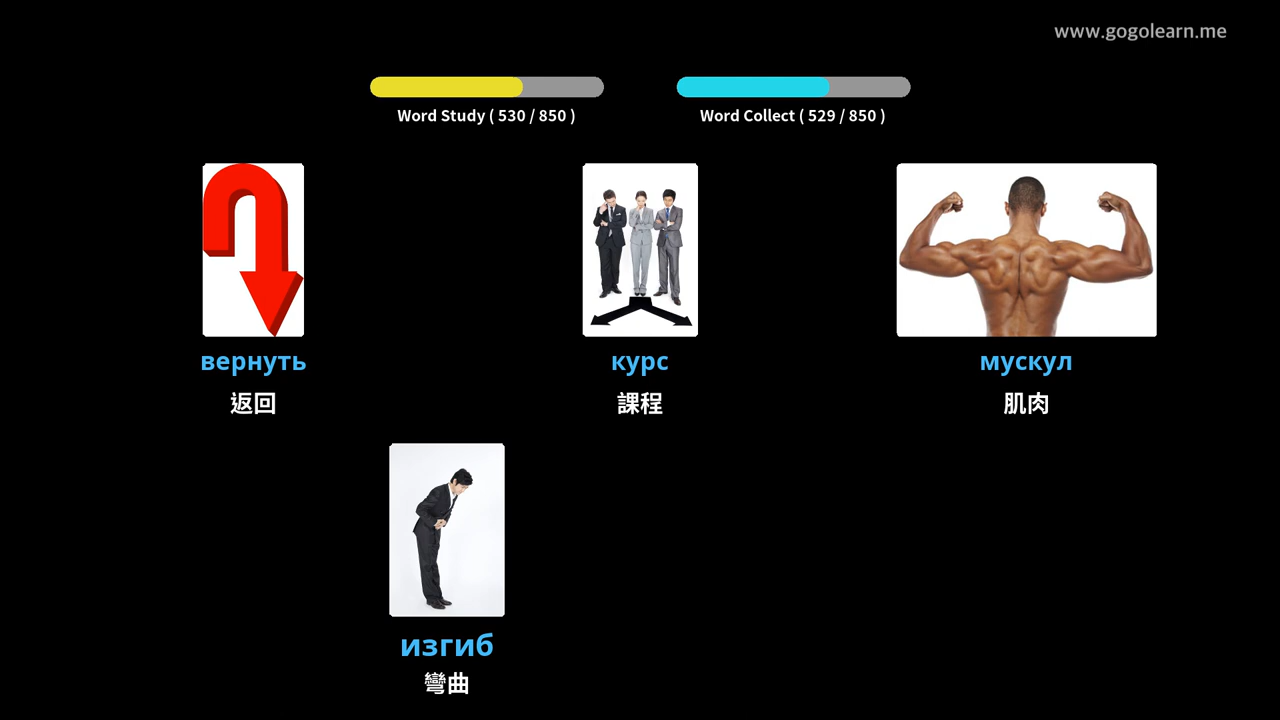 www.gogolearn.me
Word Study ( 530 / 850 )
Word Collect ( 529 / 850 )
вернуть
курс
мускул
返回
課程
肌肉
изгиб
彎曲